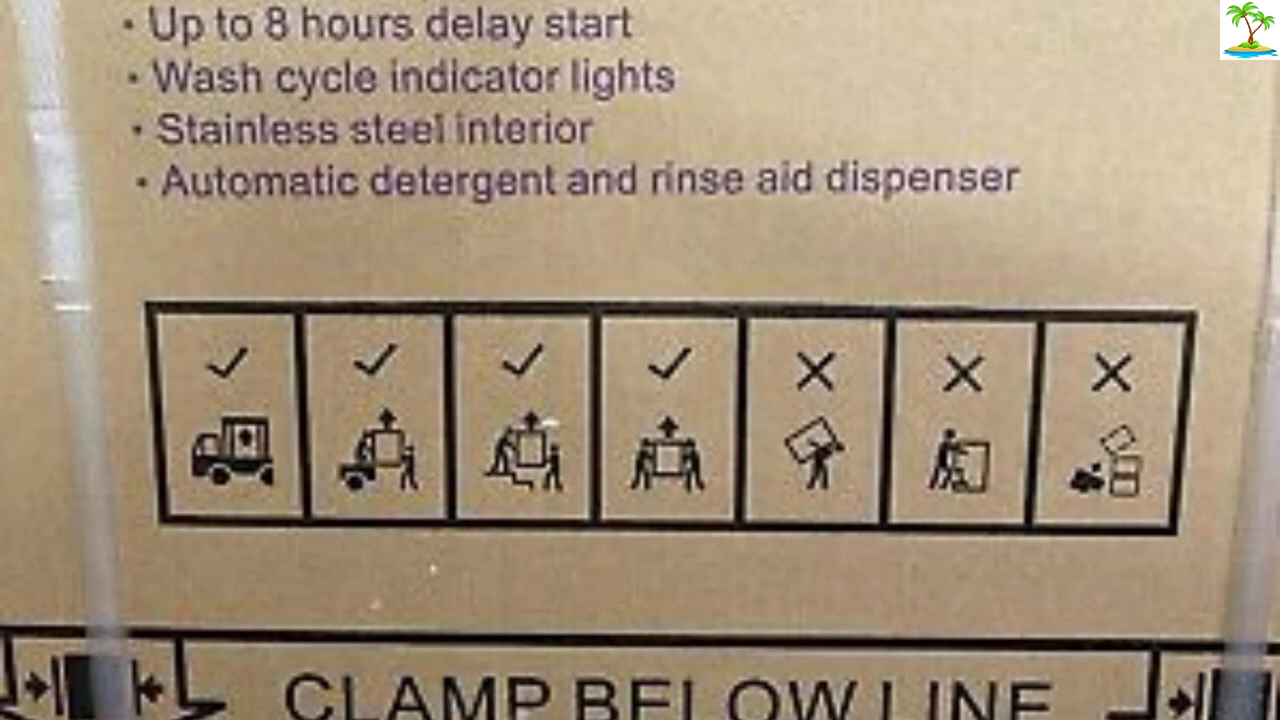 • Up to 8 hours delay start
• Wash cycle indicator lights
• Stainless steel interior
• Automatic detergent and rinse aid dispenser
CLAMP BELOW LINE